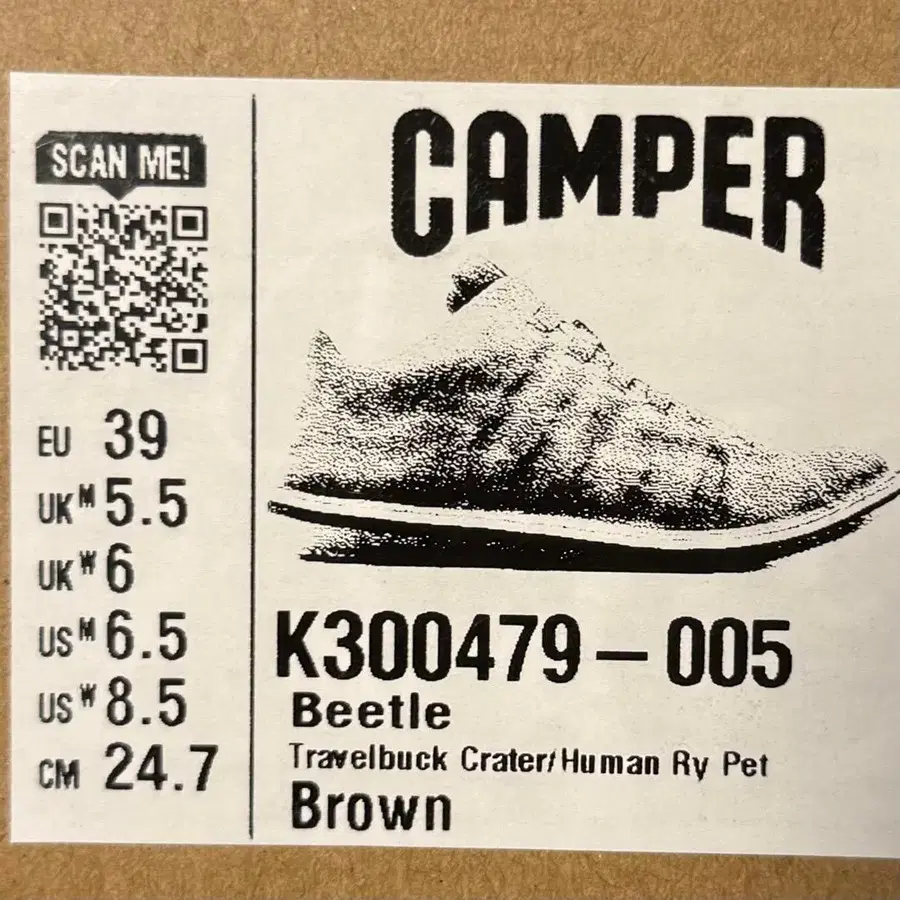 SCAN ME!
EU 39
UK M 5.5
UK W 6
US M 6.5
US W 8.5
CM 24.7
CAMPER
K300479-005
Beetle
Travelbuck Crater/Human Ry Pet
Brown